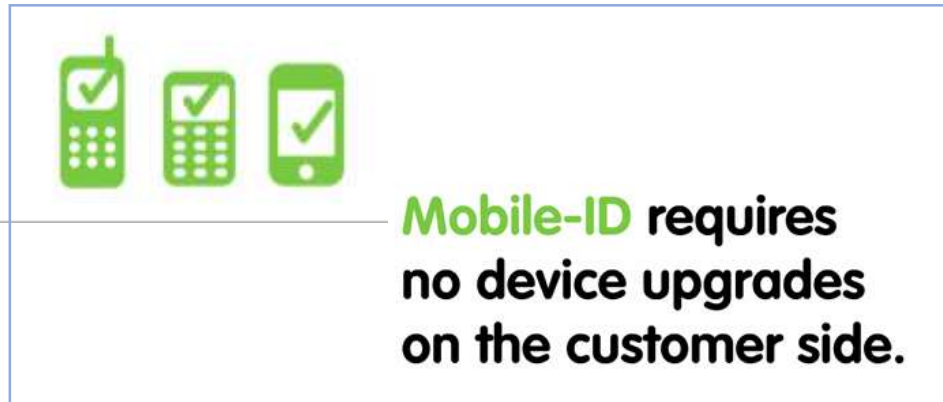 Mobile-ID requires
no device upgrades
on the customer side.